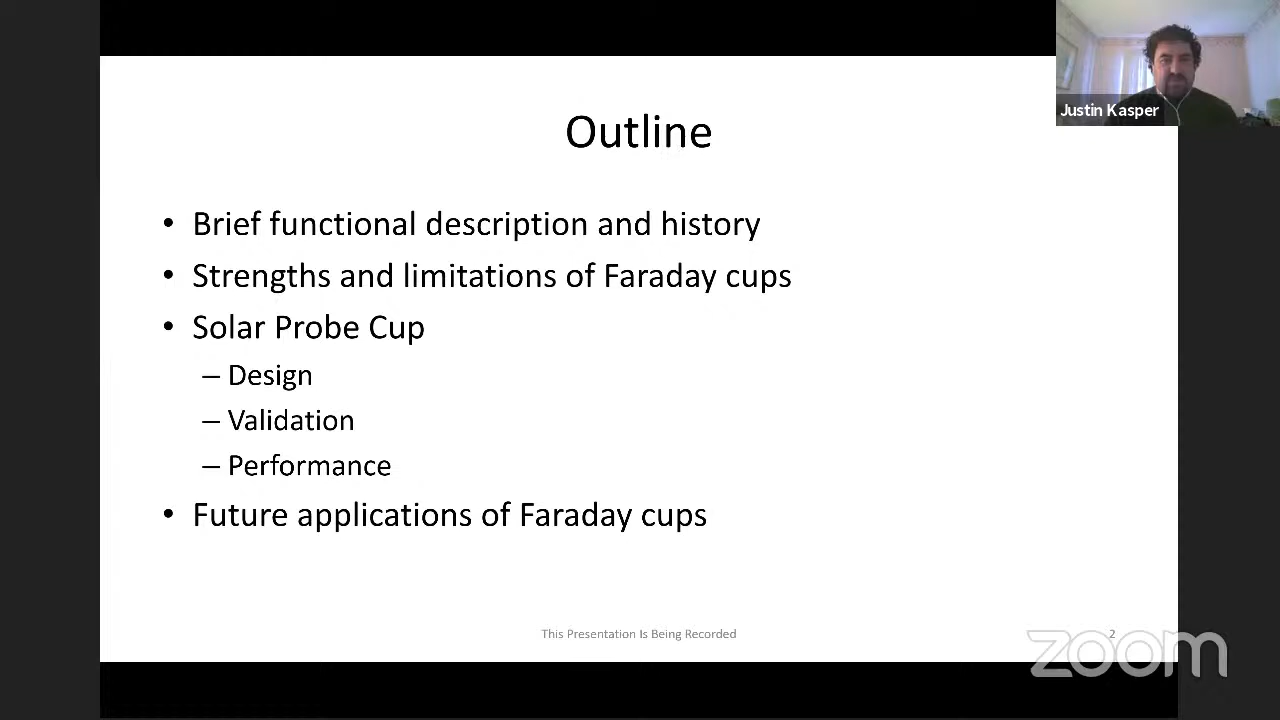 Justin Kasper
Outline
• Brief functional description and history
• Strengths and limitations of Faraday cups
• Solar Probe Cup
– Design
– Validation
– Performance
• Future applications of Faraday cups
This Presentation Is Being Recorded
2
zoom